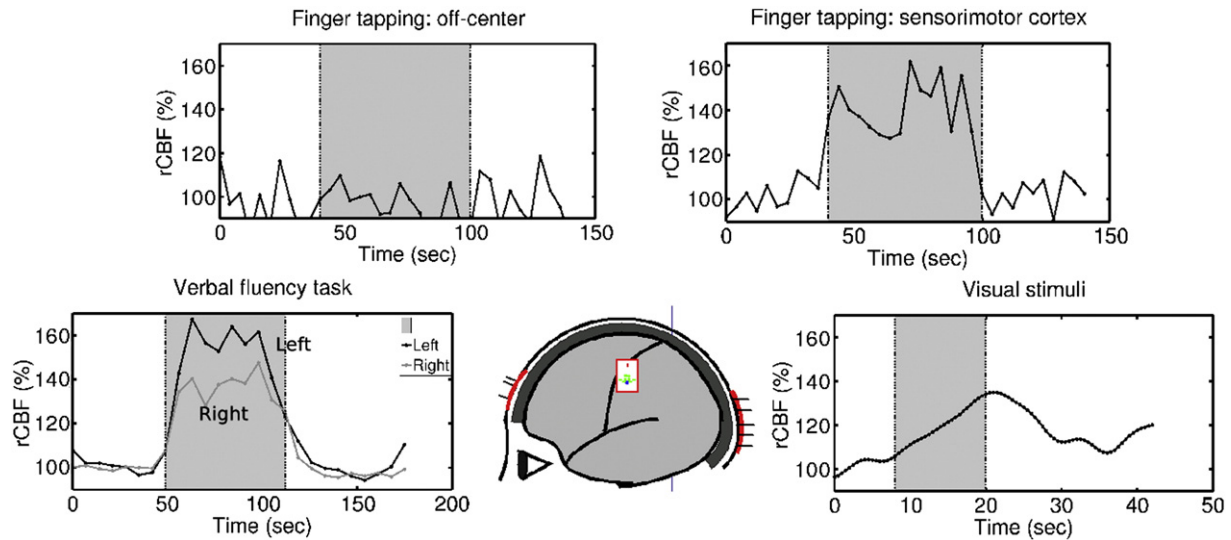 Finger tapping: off-center
rCBF (%)
160
140
120
100
0 50 100 150
Time (sec)
Finger tapping: sensorimotor cortex
rCBF (%)
160
140
120
100
0 50 100 150
Time (sec)
Verbal fluency task
rCBF (%)
160
140
120
100
Left
Right
Left
Right
0 50 100 150 200
Time (sec)
Visual stimuli
rCBF (%)
160
140
120
100
0 10 20 30 40 50
Time (sec)